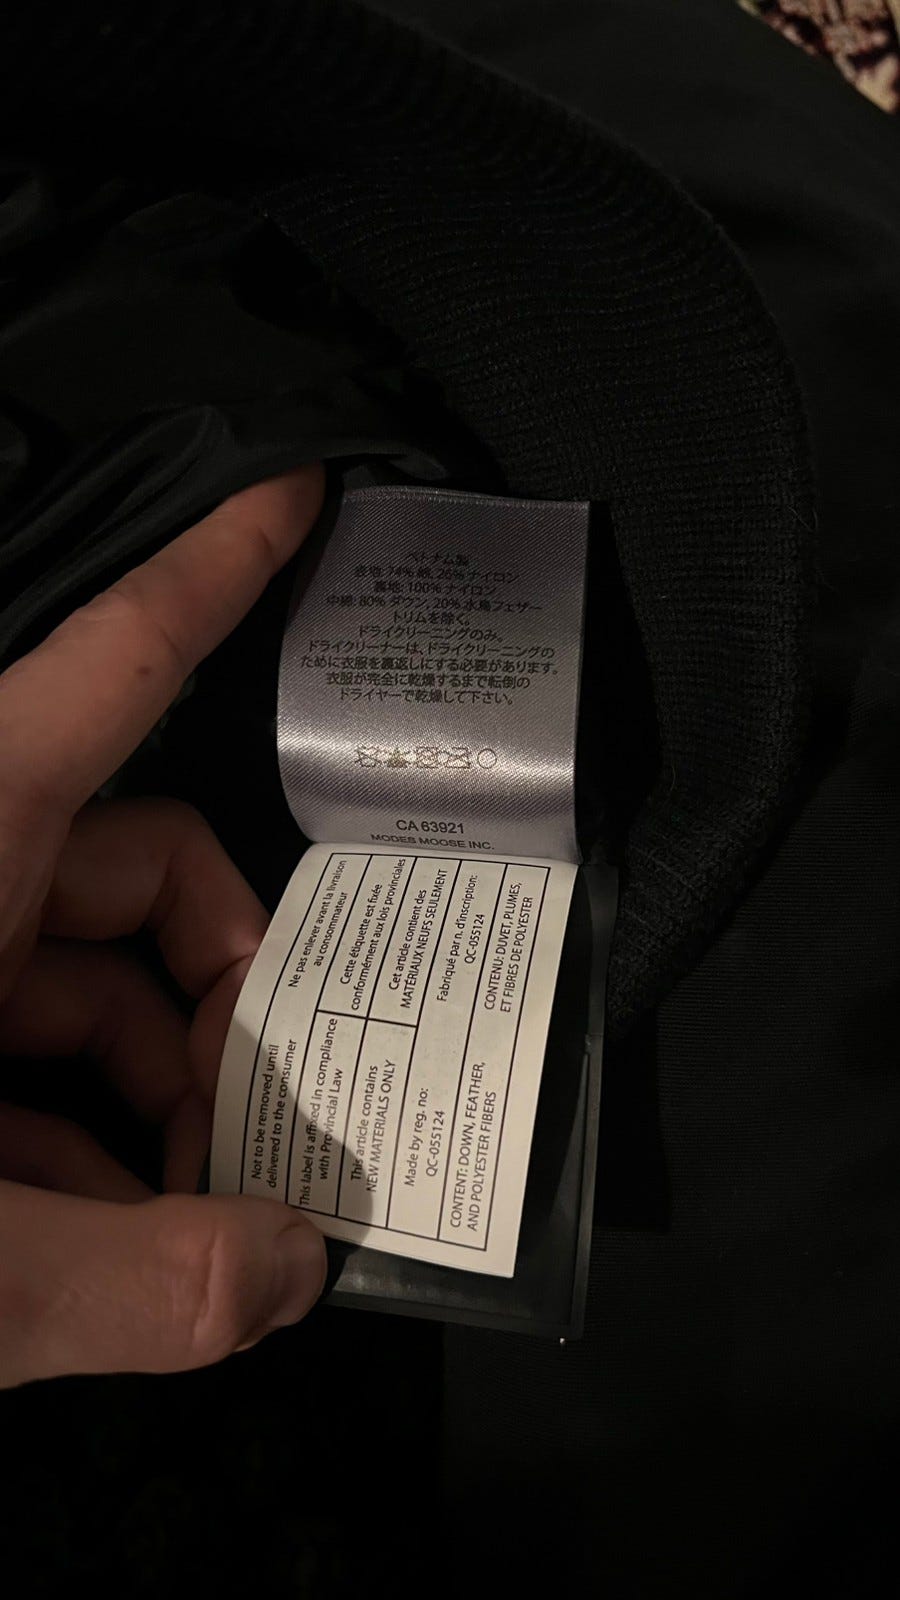 ベトナム製
表地: 74% 綿, 26% ナイロン
裏地: 100% ナイロン
中綿: 80% ダウン, 20% 水鳥フェザー
トリムを除く。
ドライクリーニングのみ。
ドライクリーナーは、ドライクリーニングの
ために衣服を裏返しにする必要があります。
衣服が完全に乾燥するまで転倒の
ドライヤーで乾燥して下さい。
CA 63921
MODES MOOSE INC.
Not to be removed until
delivered to the consumer
Ne pas enlever avant la livraison
au consommateur
This label is affixed in compliance
with Provincial Law
Cette étiquette est fixée
conformément aux lois provinciales
This article contains
NEW MATERIALS ONLY
Cet article contient des
MATÉRIAUX NEUFS SEULEMENT
Made by reg. no:
QC-055124
Fabriqué par n. d'inscription:
QC-055124
CONTENT: DOWN, FEATHER,
AND POLYESTER FIBERS
CONTENU: DUVET, PLUMES,
ET FIBRES DE POLYESTER